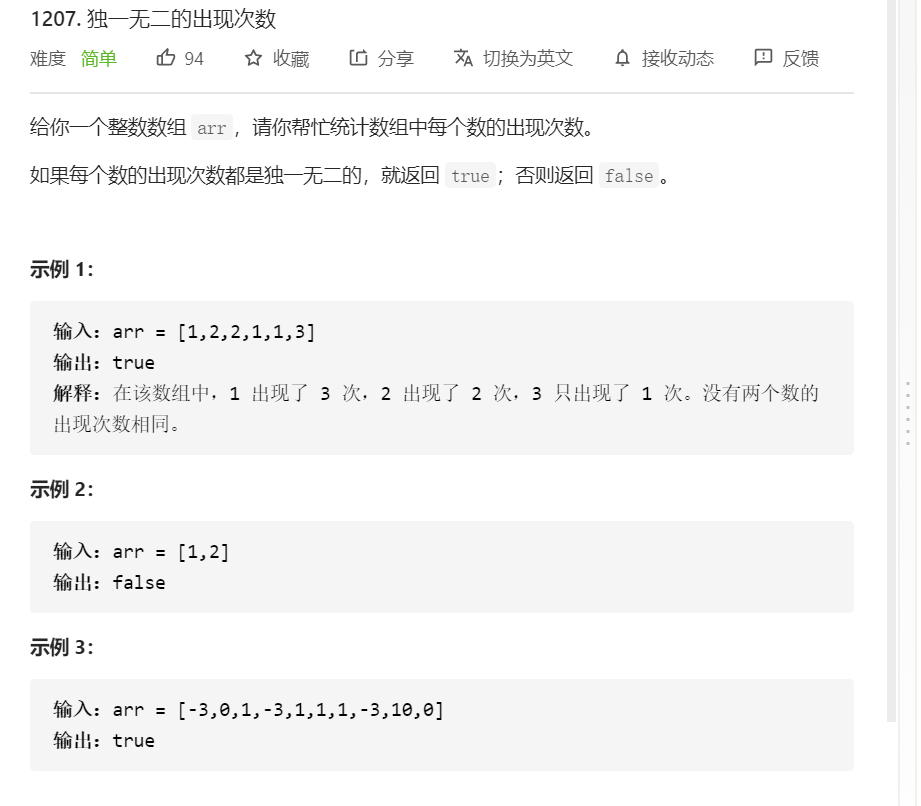 1207. 独一无二的出现次数
难度 简单 94 收藏 分享 切换为英文 接收动态 反馈
给你一个整数数组 arr，请你帮忙统计数组中每个数的出现次数。
如果每个数的出现次数都是独一无二的，就返回 true；否则返回 false。
示例 1：
输入：arr = [1,2,2,1,1,3]
输出：true
解释：在该数组中，1 出现了 3 次，2 出现了 2 次，3 只出现了 1 次。没有两个数的
出现次数相同。
示例 2：
输入：arr = [1,2]
输出：false
示例 3：
输入：arr = [-3,0,1,-3,1,1,1,-3,10,0]
输出：true